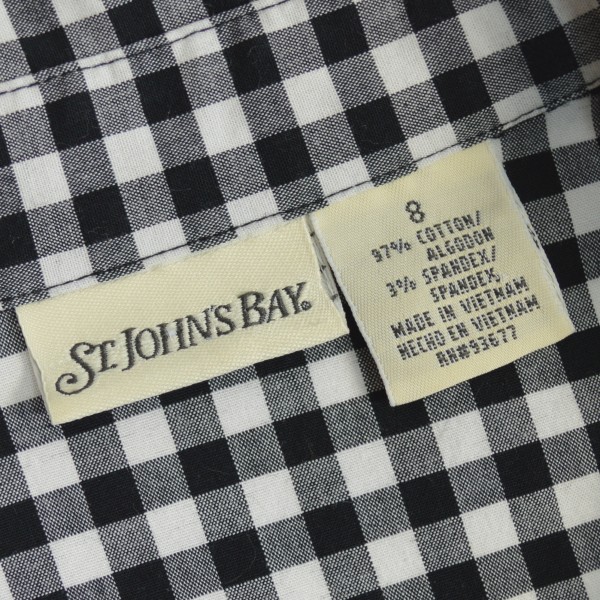 ST. JOHN'S BAY®
8
97% COTTON/
ALGODON
3% SPANDEX/
SPANDEX
MADE IN VIETNAM
HECHO EN VIETNAM
RN#93677